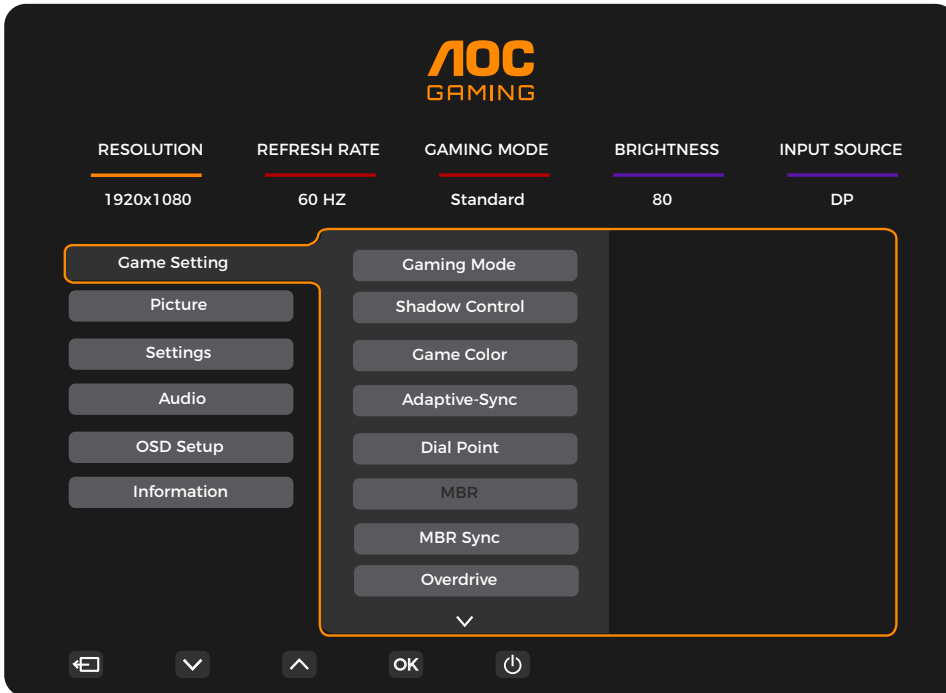 AOC
GAMING
RESOLUTION REFRESH RATE GAMING MODE BRIGHTNESS INPUT SOURCE
1920x1080 60 HZ Standard 80 DP
Game Setting
Picture
Settings
Audio
OSD Setup
Information
Gaming Mode
Shadow Control
Game Color
Adaptive-Sync
Dial Point
MBR
MBR Sync
Overdrive
OK